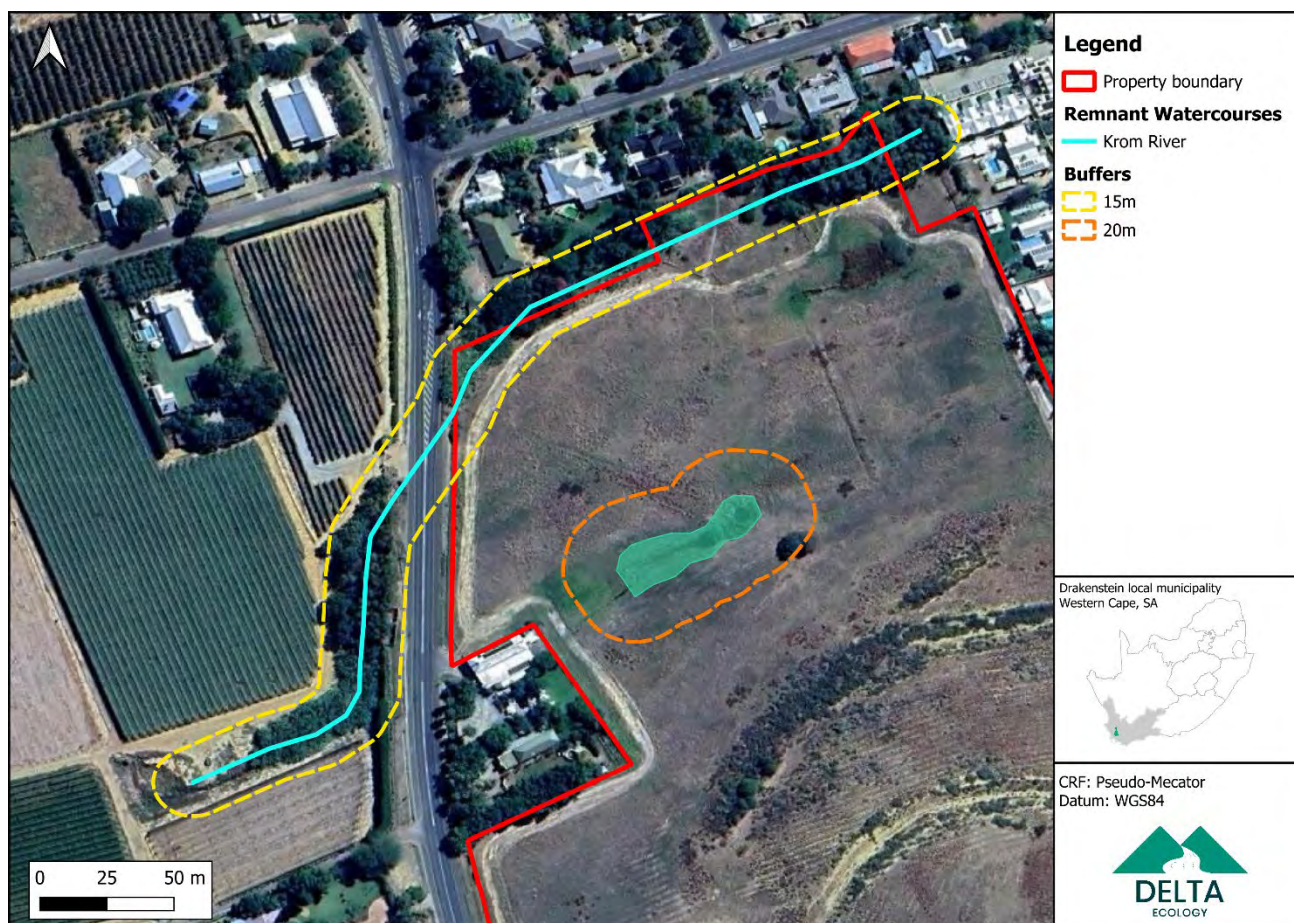 Legend
Property boundary
Remnant Watercourses
Krom River
Buffers
15m
20m
Drakenstein local municipality
Western Cape, SA
CRF: Pseudo-Mecator
Datum: WGS84
DELTA
ECOLOGY
0 25 50 m